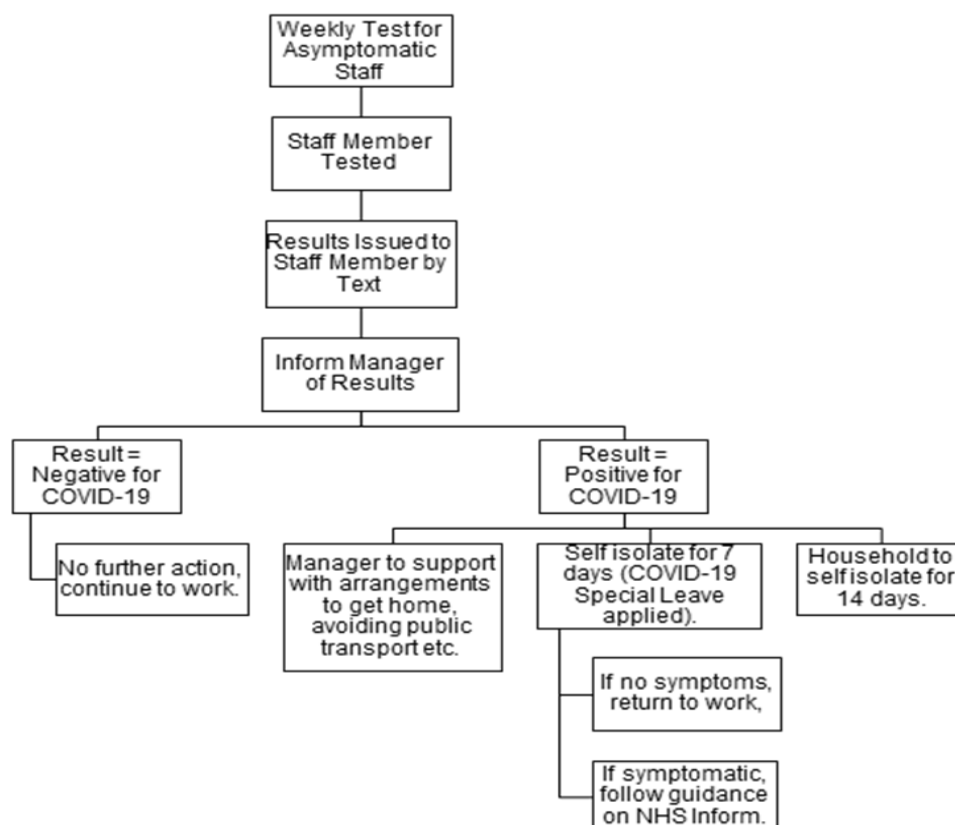 Weekly Test for
Asymptomatic
Staff
Staff Member
Tested
Results Issued to
Staff Member by
Text
Inform Manager
of Results
Result =
Negative for
COVID-19
Result =
Positive for
COVID-19
No further action,
continue to work.
Manager to support
with arrangements
to get home,
avoiding public
transport etc.
Self isolate for 7
days (COVID-19
Special Leave
applied).
Household to
self isolate for
14 days.
If no symptoms,
return to work,
If symptomatic,
follow guidance
on NHS Inform.